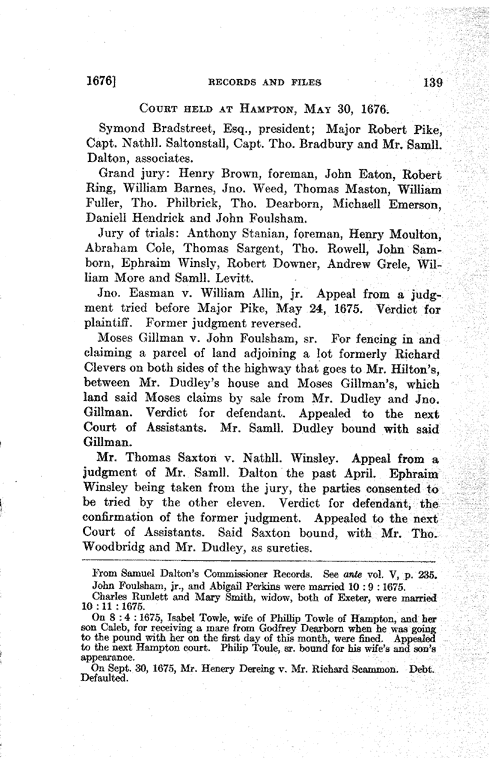 1676] RECORDS AND FILES 139
COURT HELD AT HAMPTON, MAY 30, 1676.
Symond Bradstreet, Esq., president; Major Robert Pike,
Capt. Nathll. Saltonstall, Capt. Tho. Bradbury and Mr. Samll.
Dalton, associates.
Grand jury: Henry Brown, foreman, John Eaton, Robert
Ring, William Barnes, Jno. Weed, Thomas Maston, William
Fuller, Tho. Philbrick, Tho. Dearborn, Michaell Emerson,
Daniell Hendrick and John Foulsham.
Jury of trials: Anthony Stanian, foreman, Henry Moulton,
Abraham Cole, Thomas Sargent, Tho. Rowell, John Sam-
born, Ephraim Winsly, Robert Downer, Andrew Grele, Wil-
liam More and Samll. Levitt.
Jno. Easman v. William Allin, jr. Appeal from a judg-
ment tried before Major Pike, May 24, 1675. Verdict for
plaintiff. Former judgment reversed.
Moses Gillman v. John Foulsham, sr. For fencing in and
claiming a parcel of land adjoining a lot formerly Richard
Clevers on both sides of the highway that goes to Mr. Hilton's,
between Mr. Dudley's house and Moses Gillman's, which
land said Moses claims by sale from Mr. Dudley and Jno.
Gillman. Verdict for defendant. Appealed to the next
Court of Assistants. Mr. Samll. Dudley bound with said
Gillman.
Mr. Thomas Saxton v. Nathll. Winsley. Appeal from a
judgment of Mr. Samll. Dalton the past April. Ephraim
Winsley being taken from the jury, the parties consented to
be tried by the other eleven. Verdict for defendant, the
confirmation of the former judgment. Appealed to the next
Court of Assistants. Said Saxton bound, with Mr. Tho.
Woodbridg and Mr. Dudley, as sureties.
From Samuel Dalton's Commissioner Records. See ante vol. V, p. 235.
John Foulsham, jr., and Abigail Perkins were married 10 : 9 : 1675.
Charles Runlett and Mary Smith, widow, both of Exeter, were married
10 : 11 : 1675.
On 8 : 4 : 1675, Isabel Towle, wife of Phillip Towle of Hampton, and her
son Caleb, for receiving a mare from Godfrey Dearborn when he was going
to the pound with her on the first day of this month, were fined. Appealed
to the next Hampton court. Philip Toule, sr. bound for his wife's and son's
appearance.
On Sept. 30, 1675, Mr. Henery Dereing v. Mr. Richard Scammon. Debt.
Defaulted.